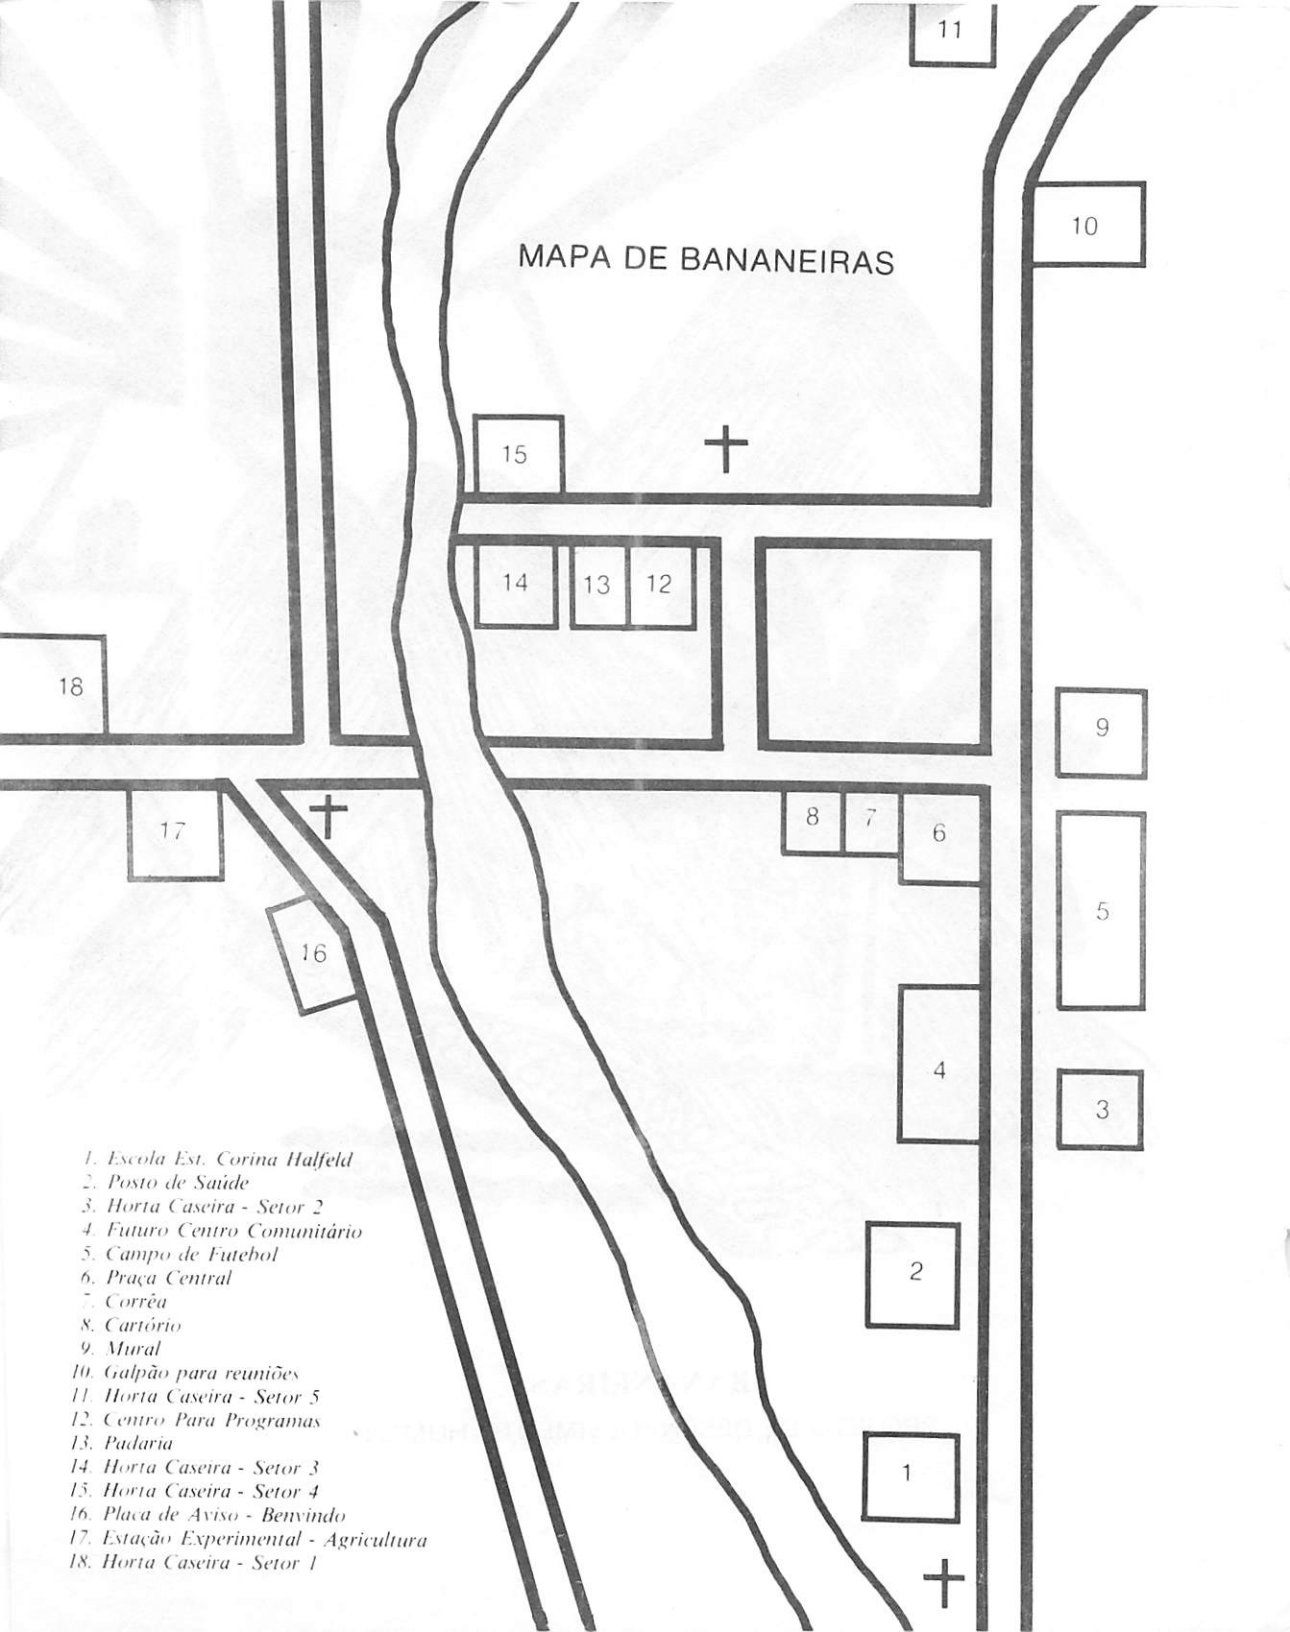 11
10
MAPA DE BANANEIRAS
15
14
13
12
18
9
17
8
7
6
5
16
4
3
1. Escola Est. Corina Halfeld
2. Posto de Saúde
3. Horta Caseira - Setor 2
4. Futuro Centro Comunitário
5. Campo de Futebol
6. Praça Central
7. Corrêa
8. Cartório
9. Mural
10. Galpão para reuniões
11. Horta Caseira - Setor 5
12. Centro Para Programas
13. Padaria
14. Horta Caseira - Setor 3
15. Horta Caseira - Setor 4
16. Placa de Aviso - Benvindo
17. Estação Experimental - Agricultura
18. Horta Caseira - Setor 1
2
1